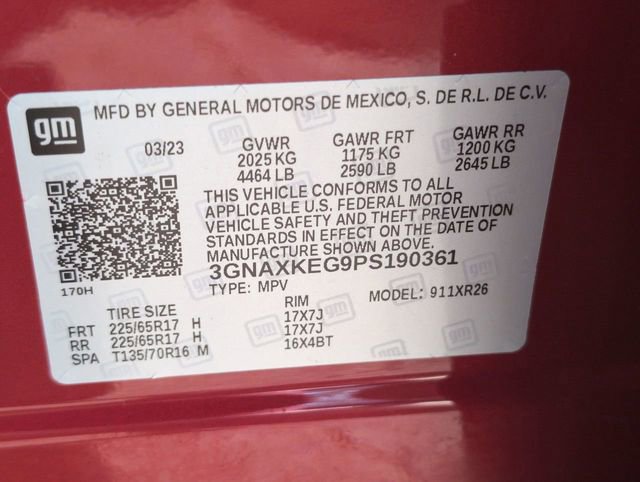 gm
MFD BY GENERAL MOTORS DE MEXICO, S. DE R.L. DE C.V.
03/23 GVWR GAWR FRT GAWR RR
2025 KG 1175 KG 1200 KG
4464 LB 2590 LB 2645 LB
THIS VEHICLE CONFORMS TO ALL
APPLICABLE U.S. FEDERAL MOTOR
VEHICLE SAFETY AND THEFT PREVENTION
STANDARDS IN EFFECT ON THE DATE OF
MANUFACTURE SHOWN ABOVE.
3GNAXKEG9PS190361
170H
TYPE: MPV MODEL: 911XR26
TIRE SIZE RIM
FRT 225/65R17 H 17X7J
RR 225/65R17 H 17X7J
SPA T135/70R16 M 16X4BT